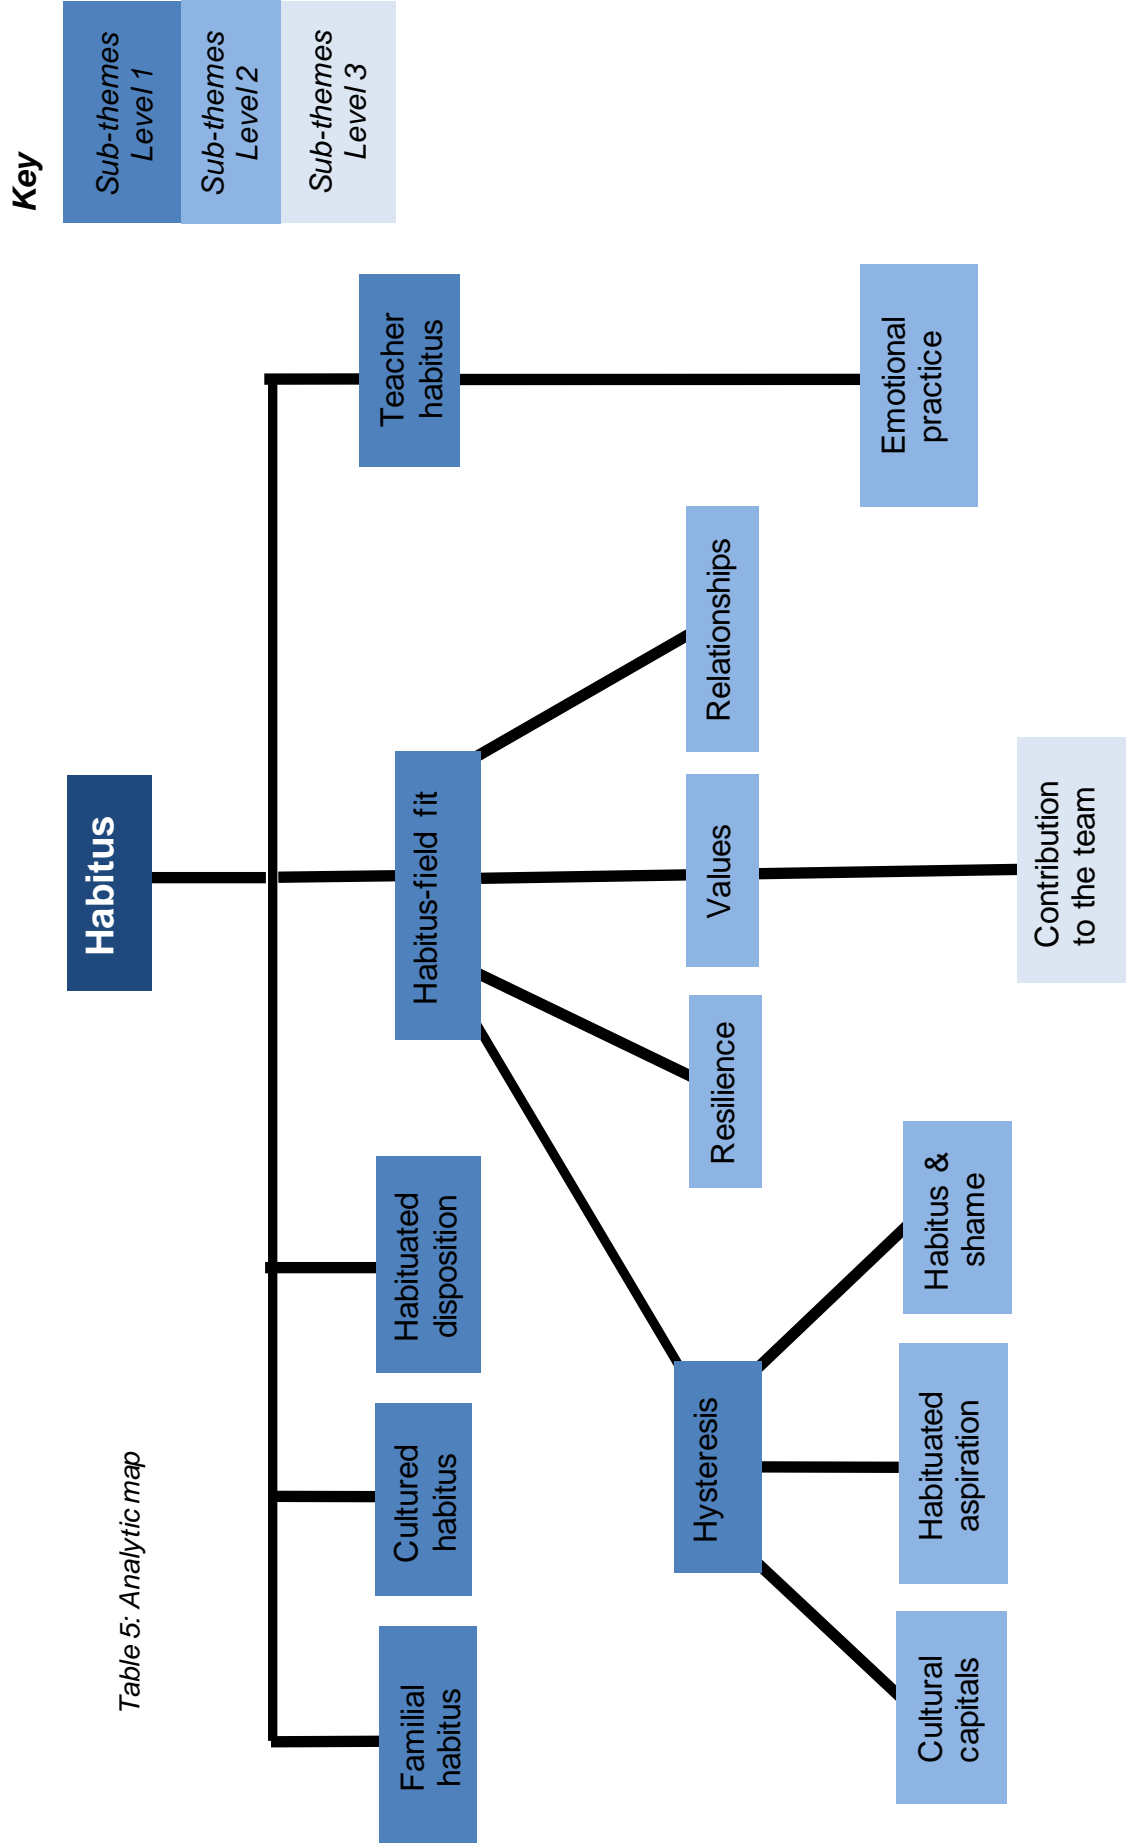 Table 5: Analytic map
Key
Sub-themes
Level 1
Sub-themes
Level 2
Sub-themes
Level 3
Habitus
Familial
habitus
Cultured
habitus
Habituated
disposition
Habitus-field fit
Teacher
habitus
Hysteresis
Resilience
Values
Relationships
Cultural
capitals
Habituated
aspiration
Habitus &
shame
Emotional
practice
Contribution
to the team